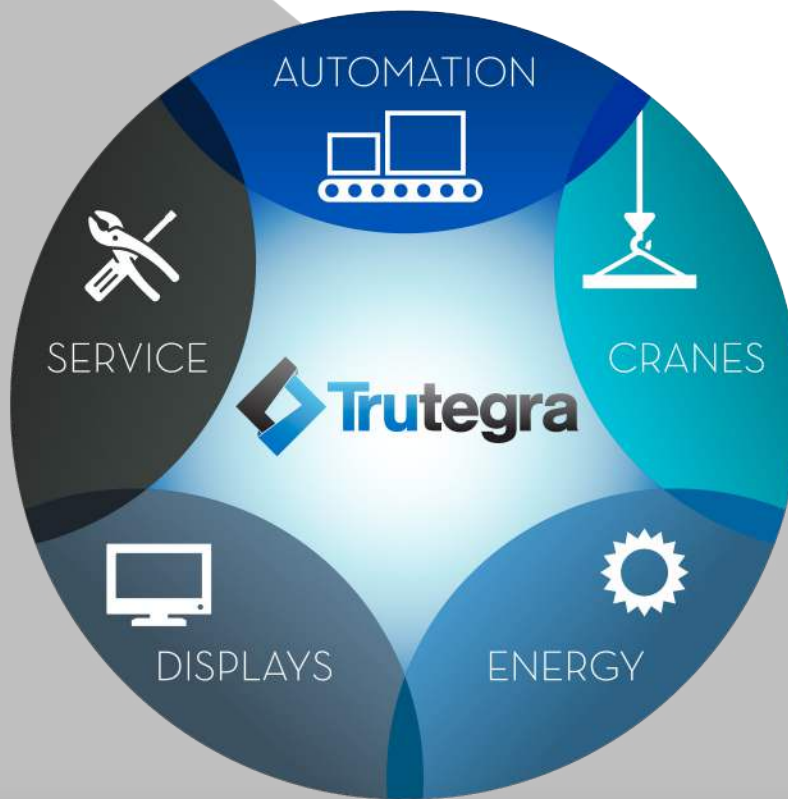 AUTOMATION
SERVICE
CRANES
Trutegra
DISPLAYS
ENERGY